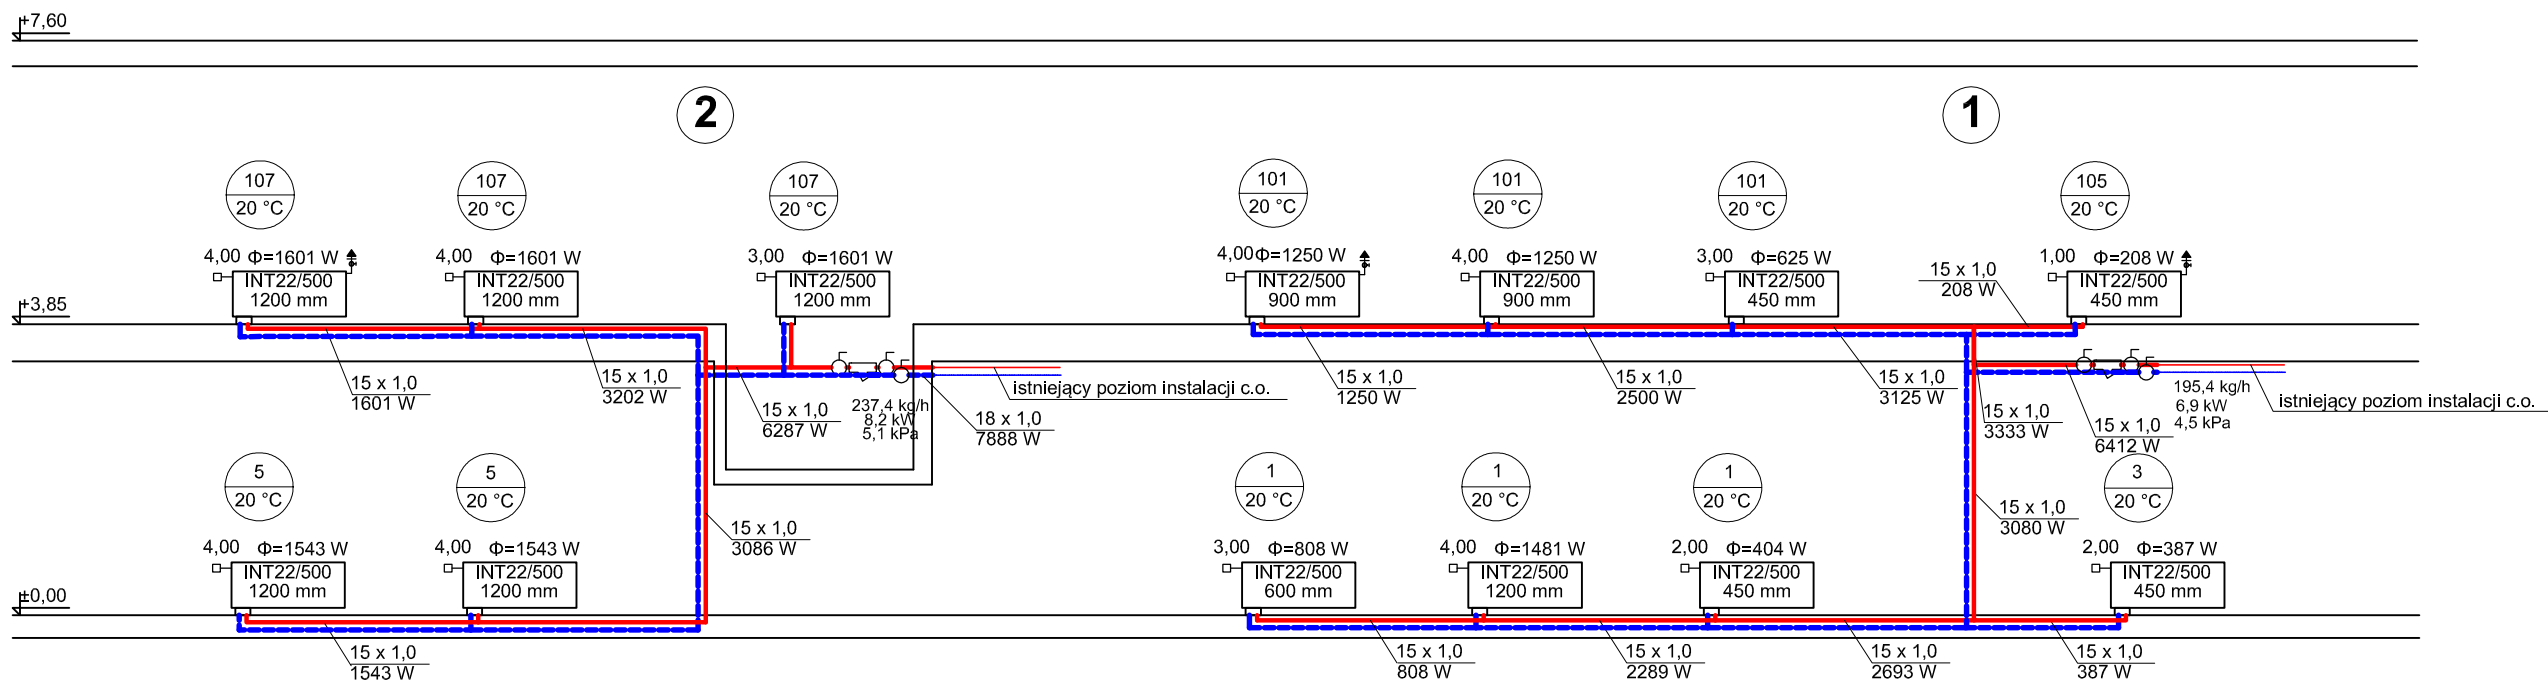 +7,60
2
1
107
20 °C
107
20 °C
107
20 °C
101
20 °C
101
20 °C
101
20 °C
105
20 °C
4,00 Φ=1601 W
INT22/500
1200 mm
4,00 Φ=1601 W
INT22/500
1200 mm
3,00 Φ=1601 W
INT22/500
1200 mm
4,00 Φ=1250 W
INT22/500
900 mm
4,00 Φ=1250 W
INT22/500
900 mm
3,00 Φ=625 W
INT22/500
450 mm
15 x 1,0
208 W
1,00 Φ=208 W
INT22/500
450 mm
+3,85
15 x 1,0
1601 W
15 x 1,0
3202 W
15 x 1,0
6287 W
237,4 kg/h
8,2 kW
5,1 kPa
18 x 1,0
7888 W
istniejący poziom instalacji c.o.
15 x 1,0
1250 W
15 x 1,0
2500 W
15 x 1,0
3125 W
15 x 1,0
3333 W
15 x 1,0
6412 W
195,4 kg/h
6,9 kW
4,5 kPa
istniejący poziom instalacji c.o.
5
20 °C
5
20 °C
1
20 °C
1
20 °C
1
20 °C
3
20 °C
15 x 1,0
3086 W
15 x 1,0
3080 W
4,00 Φ=1543 W
INT22/500
1200 mm
4,00 Φ=1543 W
INT22/500
1200 mm
3,00 Φ=808 W
INT22/500
600 mm
4,00 Φ=1481 W
INT22/500
1200 mm
2,00 Φ=404 W
INT22/500
450 mm
2,00 Φ=387 W
INT22/500
450 mm
±0,00
15 x 1,0
1543 W
15 x 1,0
808 W
15 x 1,0
2289 W
15 x 1,0
2693 W
15 x 1,0
387 W